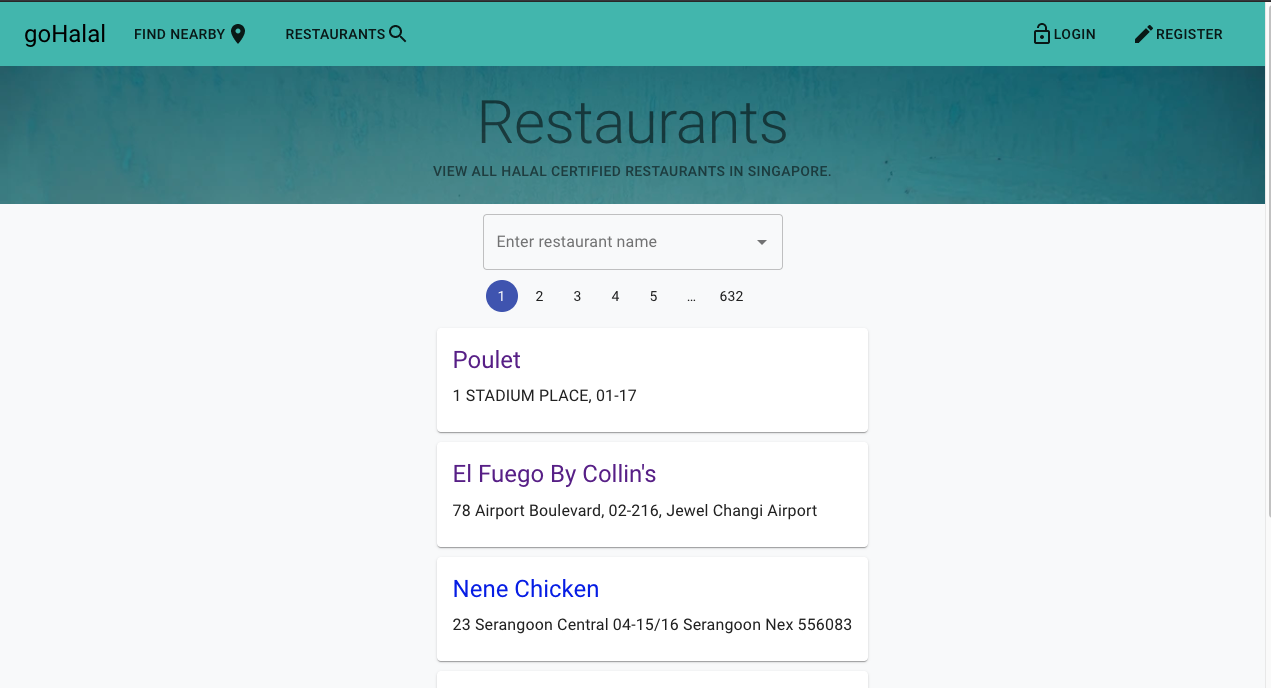 goHalal FIND NEARBY RESTAURANTS LOGIN REGISTER
Restaurants
VIEW ALL HALAL CERTIFIED RESTAURANTS IN SINGAPORE.
Enter restaurant name
1 2 3 4 5 ... 632
Poulet
1 STADIUM PLACE, 01-17
El Fuego By Collin's
78 Airport Boulevard, 02-216, Jewel Changi Airport
Nene Chicken
23 Serangoon Central 04-15/16 Serangoon Nex 556083